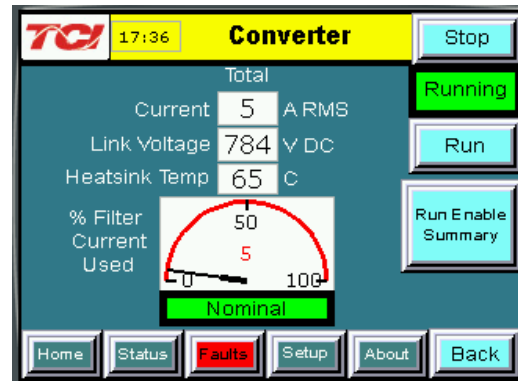 TCI 17:36 Converter Stop
Total
Running
Current 5 A RMS
Link Voltage 784 V DC
Run
Heatsink Temp 65 C
% Filter
Current
Used
50
5
0 100
Run Enable
Summary
Nominal
Home Status Faults Setup About Back